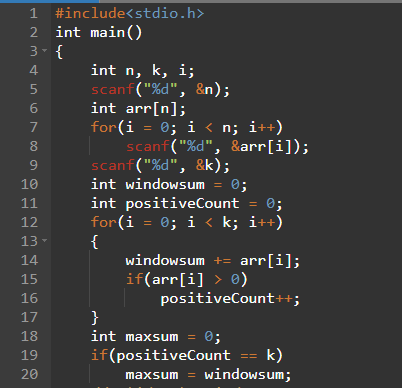 1 #include<stdio.h>
2 int main()
3 {
4 int n, k, i;
5 scanf("%d", &n);
6 int arr[n];
7 for(i = 0; i < n; i++)
8 scanf("%d", &arr[i]);
9 scanf("%d", &k);
10 int windowsum = 0;
11 int positiveCount = 0;
12 for(i = 0; i < k; i++)
13 {
14 windowsum += arr[i];
15 if(arr[i] > 0)
16 positiveCount++;
17 }
18 int maxsum = 0;
19 if(positiveCount == k)
20 maxsum = windowsum;